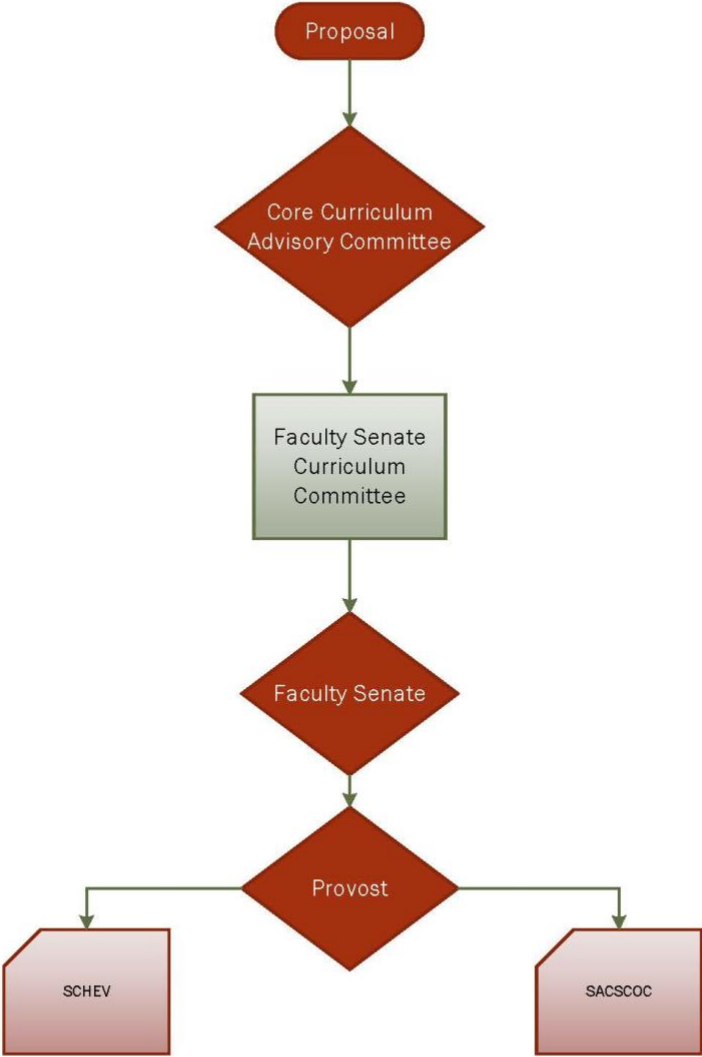 Proposal
Core Curriculum
Advisory Committee
Faculty Senate
Curriculum
Committee
Faculty Senate
Provost
SCHEV
SACSCOC